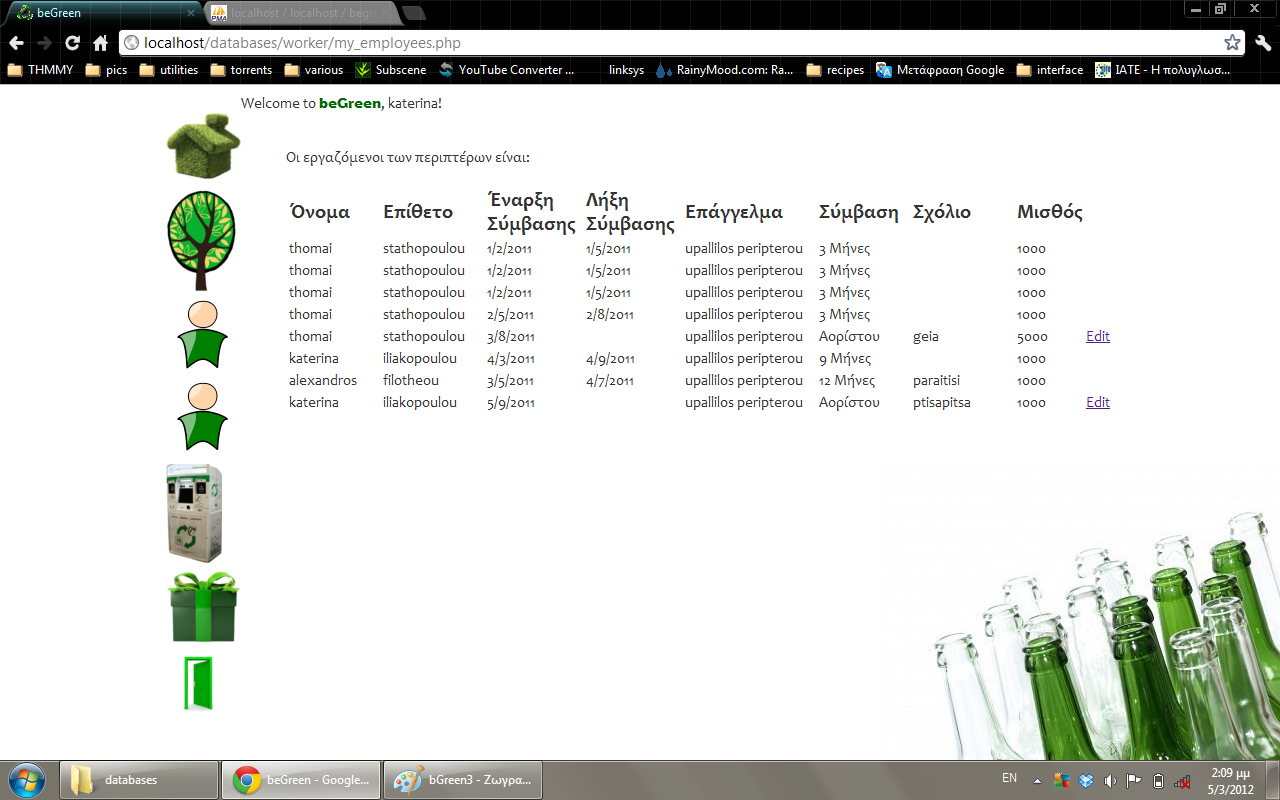 beGreen
localhost / localhost / begr
localhost/databases/worker/my_employees.php
THMMY pics utilities torrents various Subscene YouTube Converter ... linksys RainyMood.com: Ra... recipes Μετάφραση Google interface IATE - Η πολυγλωσ...
Welcome to beGreen, katerina!
Οι εργαζόμενοι των περιπτέρων είναι:
Όνομα Επίθετο Έναρξη Σύμβασης Λήξη Σύμβασης Επάγγελμα Σύμβαση Σχόλιο Μισθός
thomai stathopoulou 1/2/2011 1/5/2011 upallilos peripterou 3 Μήνες 1000
thomai stathopoulou 1/2/2011 1/5/2011 upallilos peripterou 3 Μήνες 1000
thomai stathopoulou 1/2/2011 1/5/2011 upallilos peripterou 3 Μήνες 1000
thomai stathopoulou 2/5/2011 2/8/2011 upallilos peripterou 3 Μήνες 1000
thomai stathopoulou 3/8/2011 upallilos peripterou Αορίστου geia 5000 Edit
katerina iliakopoulou 4/3/2011 4/9/2011 upallilos peripterou 9 Μήνες 1000
alexandros filotheou 3/5/2011 4/7/2011 upallilos peripterou 12 Μήνες paraitisi 1000
katerina iliakopoulou 5/9/2011 upallilos peripterou Αορίστου ptisapitsa 1000 Edit
databases beGreen - Google... bGreen3 - Ζωγρα... EN 2:09 μμ
5/3/2012